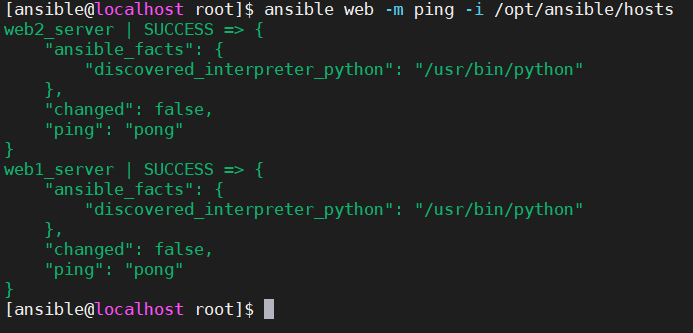 [ansible@localhost root]$ ansible web -m ping -i /opt/ansible/hosts
web2_server | SUCCESS => {
    "ansible_facts": {
        "discovered_interpreter_python": "/usr/bin/python"
    },
    "changed": false,
    "ping": "pong"
}
web1_server | SUCCESS => {
    "ansible_facts": {
        "discovered_interpreter_python": "/usr/bin/python"
    },
    "changed": false,
    "ping": "pong"
}
[ansible@localhost root]$